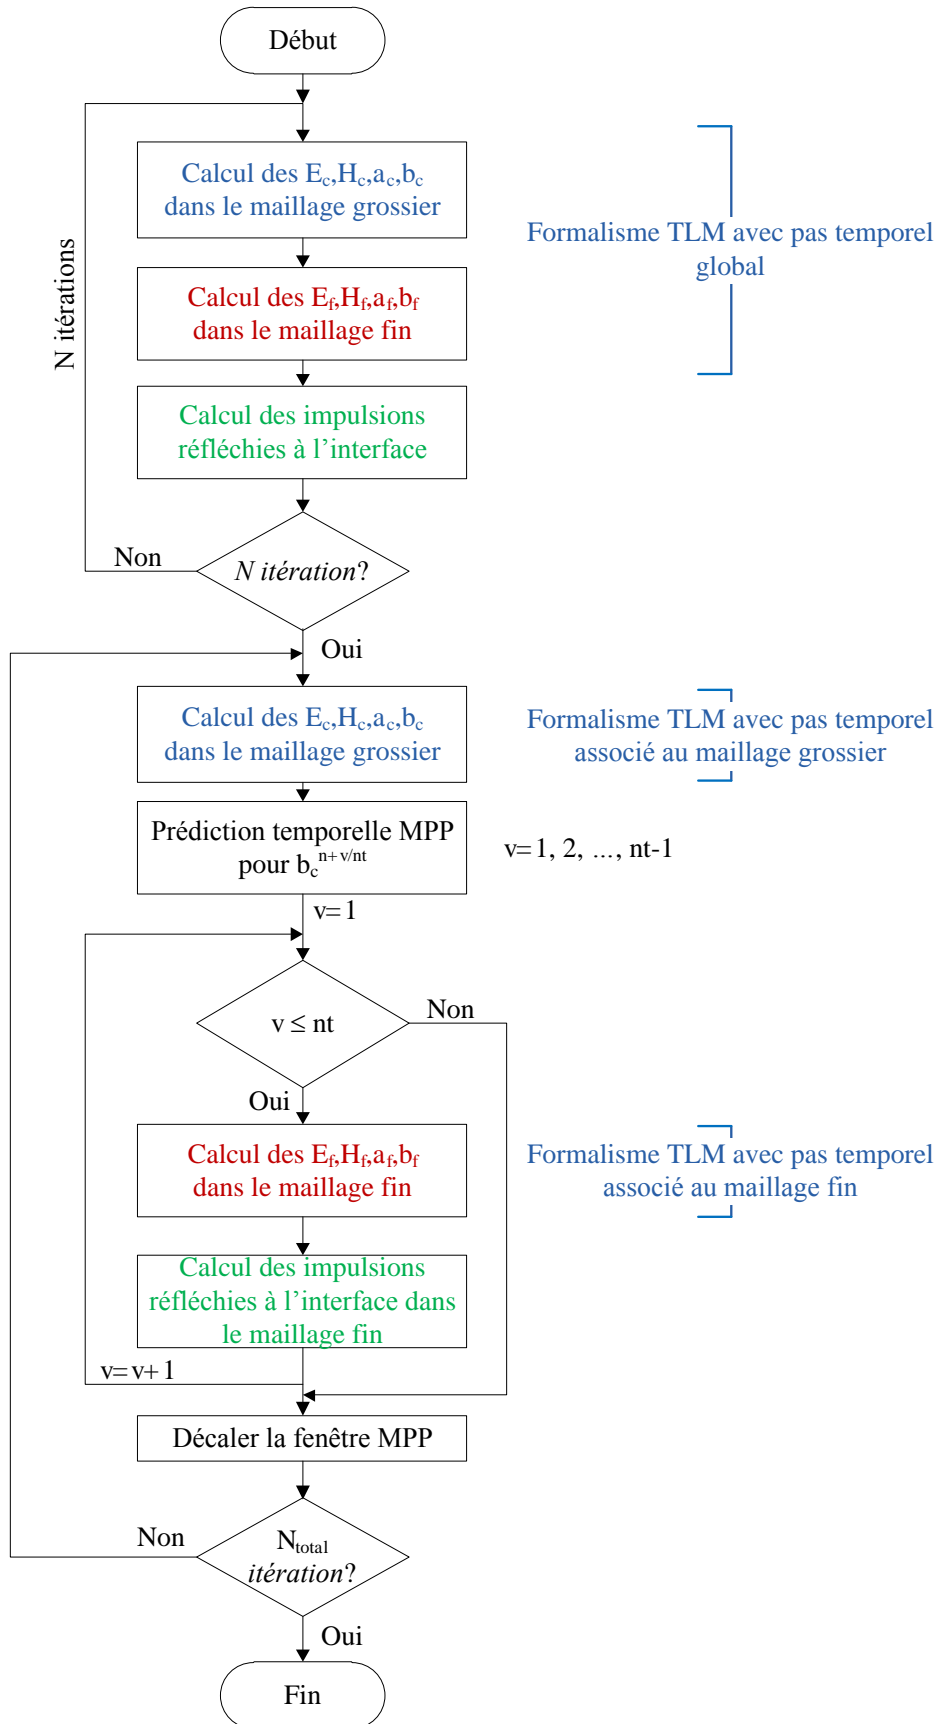 Début
Calcul des Ec,Hc,ac,bc
dans le maillage grossier
Formalisme TLM avec pas temporel
global
N itérations
Calcul des Ef,Hf,af,bf
dans le maillage fin
Calcul des impulsions
réfléchies à l’interface
Non
N itération?
Oui
Calcul des Ec,Hc,ac,bc
dans le maillage grossier
Formalisme TLM avec pas temporel
associé au maillage grossier
Prédiction temporelle MPP
pour bc^n+v/nt
v=1, 2, ..., nt-1
v=1
v ≤ nt
Non
Oui
Calcul des Ef,Hf,af,bf
dans le maillage fin
Formalisme TLM avec pas temporel
associé au maillage fin
Calcul des impulsions
réfléchies à l’interface dans
le maillage fin
v=v+1
Décaler la fenêtre MPP
Non
Ntotal
itération?
Oui
Fin